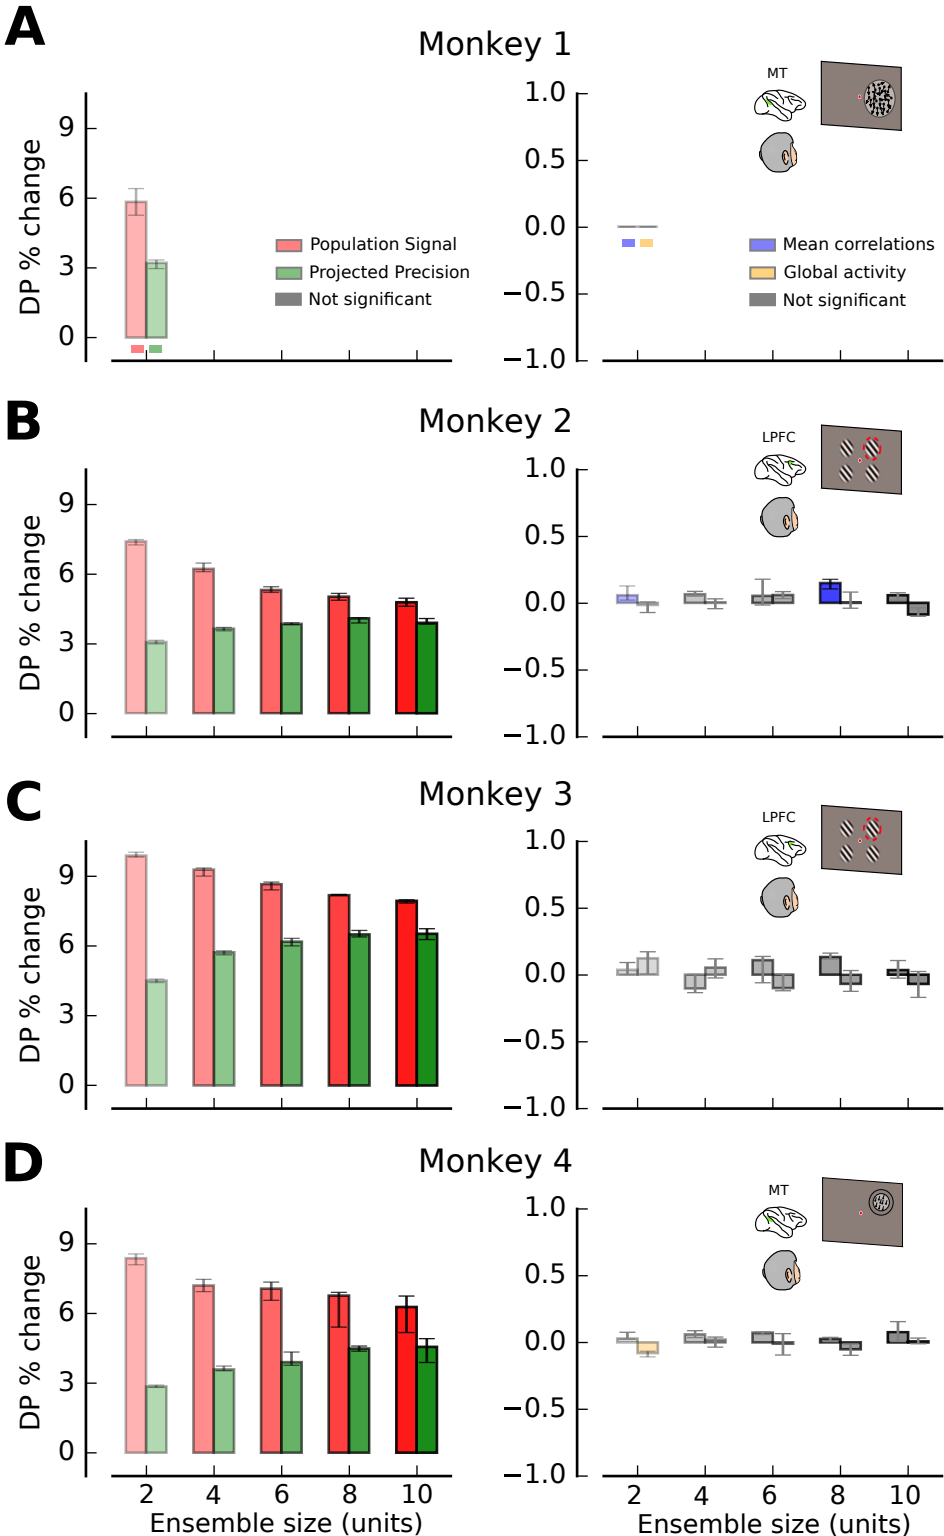 A
Monkey 1
DP % change
9
6
3
0
Population Signal
Projected Precision
Not significant
1.0
0.5
0.0
−0.5
−1.0
MT
Mean correlations
Global activity
Not significant
B
Monkey 2
DP % change
9
6
3
0
1.0
0.5
0.0
−0.5
−1.0
LPFC
C
Monkey 3
DP % change
9
6
3
0
1.0
0.5
0.0
−0.5
−1.0
LPFC
D
Monkey 4
DP % change
9
6
3
0
2 4 6 8 10
Ensemble size (units)
1.0
0.5
0.0
−0.5
−1.0
MT
2 4 6 8 10
Ensemble size (units)